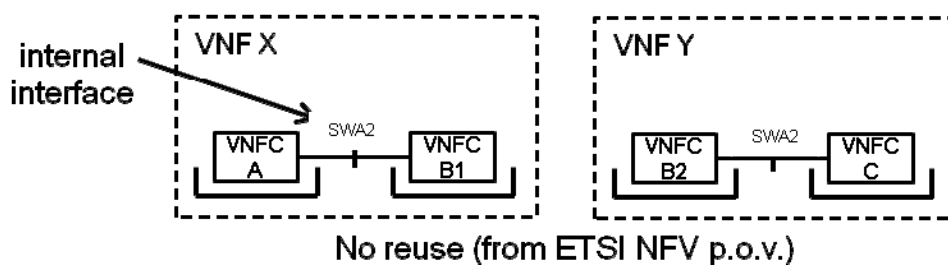 VNF X
VNF Y
internal
interface
SWA2
SWA2
VNFC
A
VNFC
B1
VNFC
B2
VNFC
C
No reuse (from ETSI NFV p.o.v.)